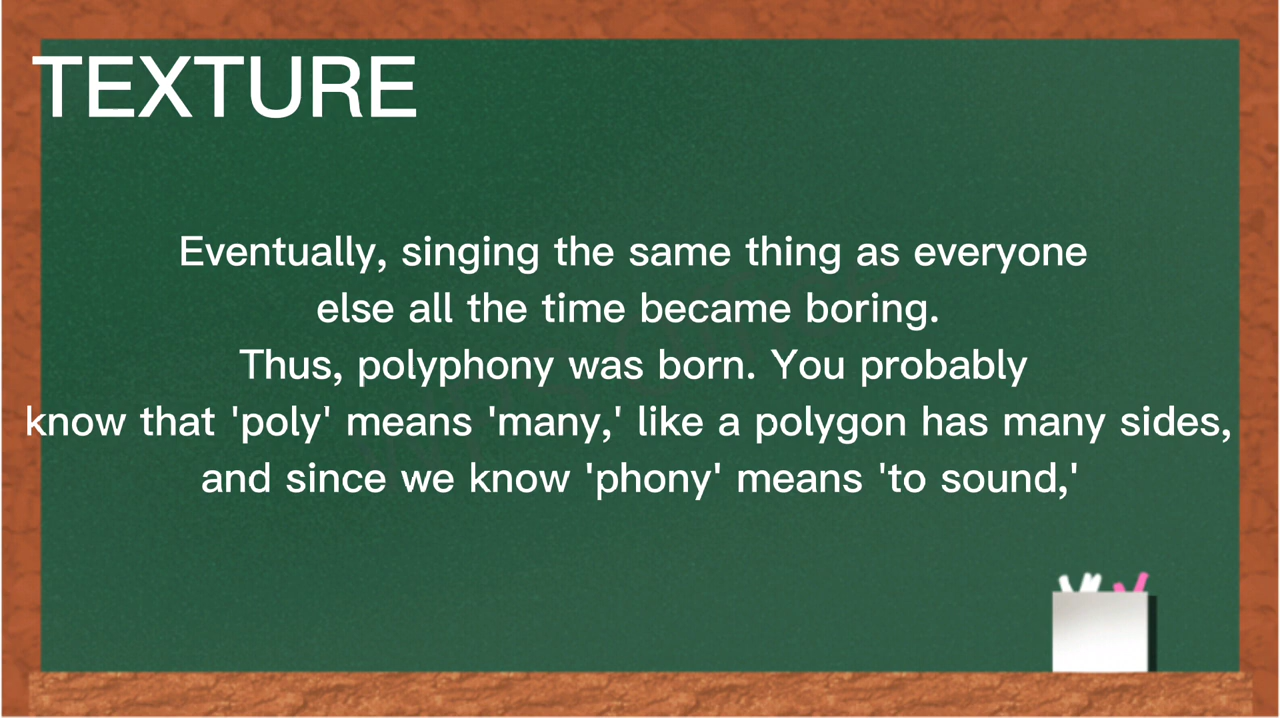 TEXTURE
Eventually, singing the same thing as everyone
else all the time became boring.
Thus, polyphony was born. You probably
know that 'poly' means 'many,' like a polygon has many sides,
and since we know 'phony' means 'to sound,'